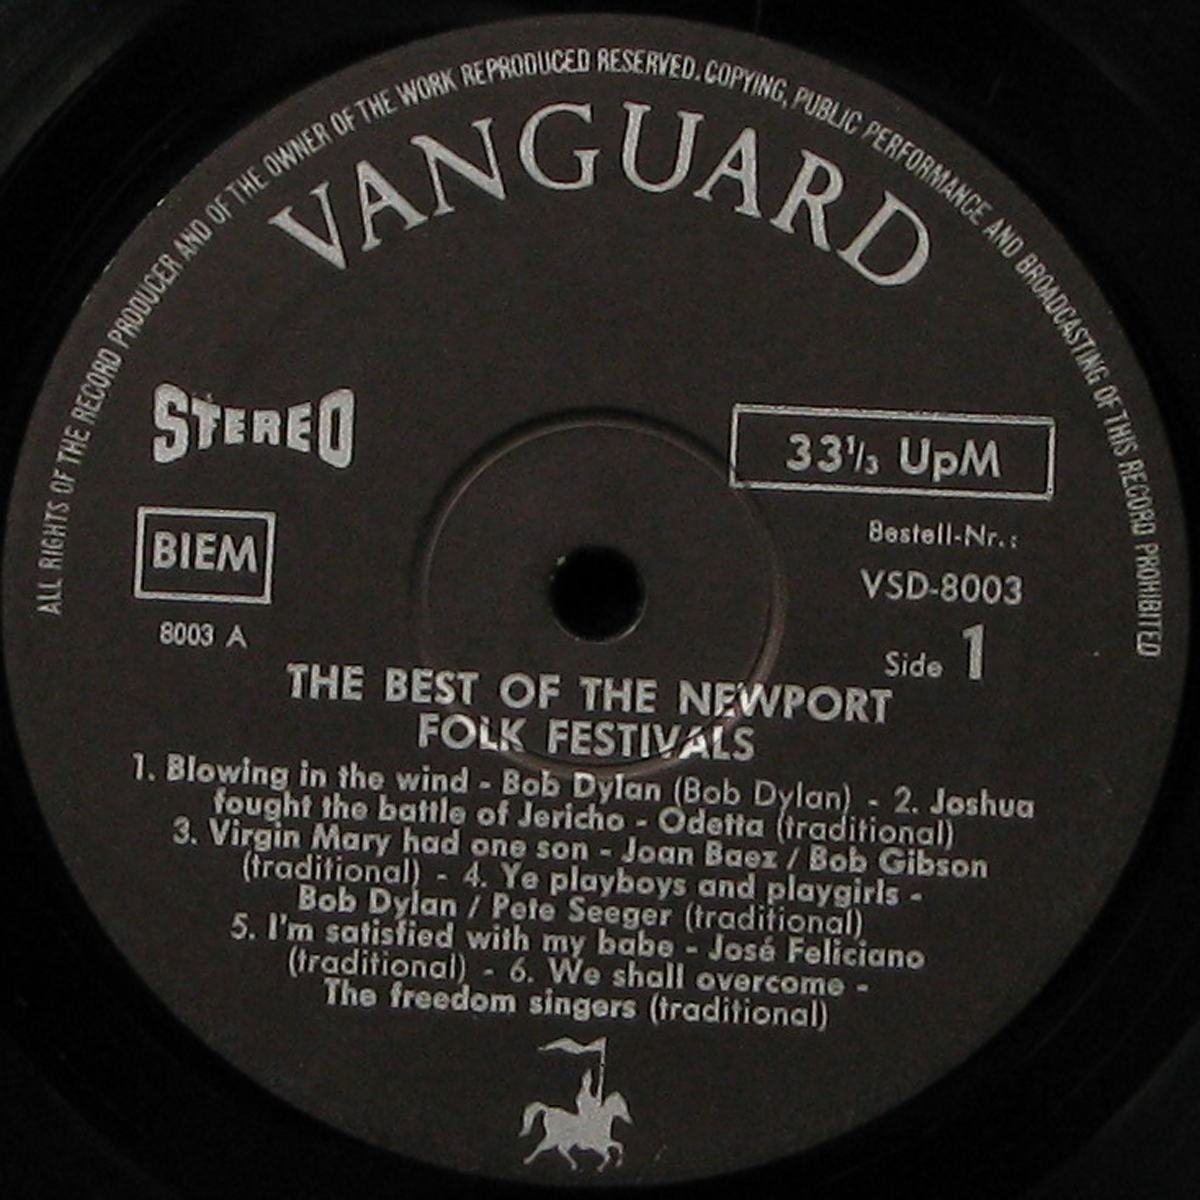 ALL RIGHTS OF THE RECORD PRODUCER AND OF THE OWNER OF THE WORK REPRODUCED RESERVED. COPYING, PUBLIC PERFORMANCE AND BROADCASTING OF THIS RECORD PROHIBITED
VANGUARD
STEREO
33 1/3 UpM
BIEM
Bestell-Nr.:
VSD-8003
8003 A
Side 1
THE BEST OF THE NEWPORT
FOLK FESTIVALS
1. Blowing in the wind - Bob Dylan (Bob Dylan) - 2. Joshua
fought the battle of Jericho - Odetta (traditional)
3. Virgin Mary had one son - Joan Baez / Bob Gibson
(traditional) - 4. Ye playboys and playgirls -
Bob Dylan / Pete Seeger (traditional)
5. I'm satisfied with my babe - José Feliciano
(traditional) - 6. We shall overcome -
The freedom singers (traditional)